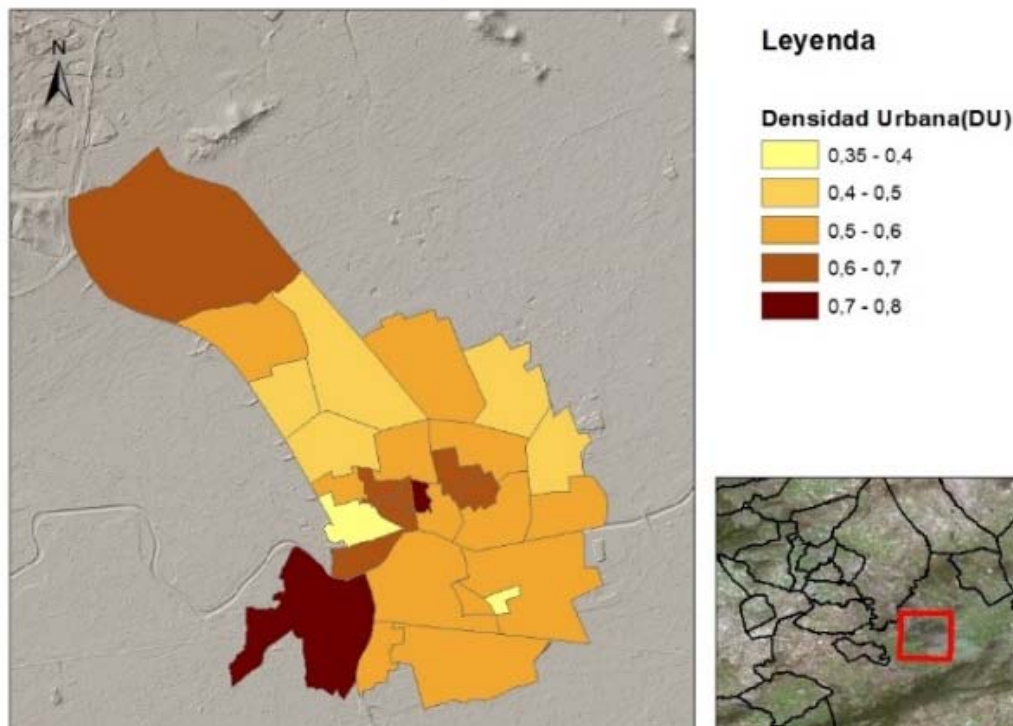 N
Leyenda
Densidad Urbana(DU)
0,35 - 0,4
0,4 - 0,5
0,5 - 0,6
0,6 - 0,7
0,7 - 0,8